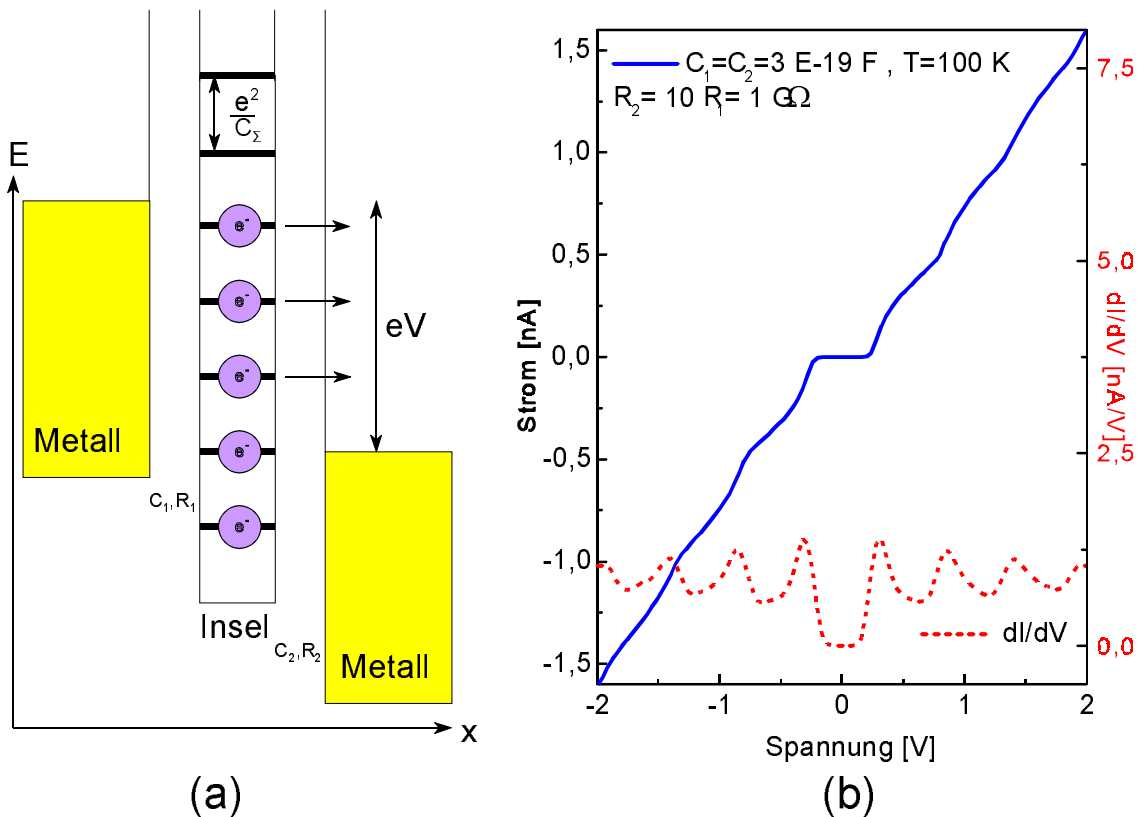 E
e²
C_Σ
e⁻
e⁻
e⁻
e⁻
e⁻
eV
Metall
C₁,R₁
Insel
C₂,R₂
Metall
x
(a)
C₁=C₂=3 E-19 F , T=100 K
R₂= 10 R₁= 1 GΩ
Strom [nA]
1,5
1,0
0,5
0,0
-0,5
-1,0
-1,5
7,5
5,0
2,5
0,0
dI/dV [nA/V]
dI/dV
-2
-1
0
1
2
Spannung [V]
(b)